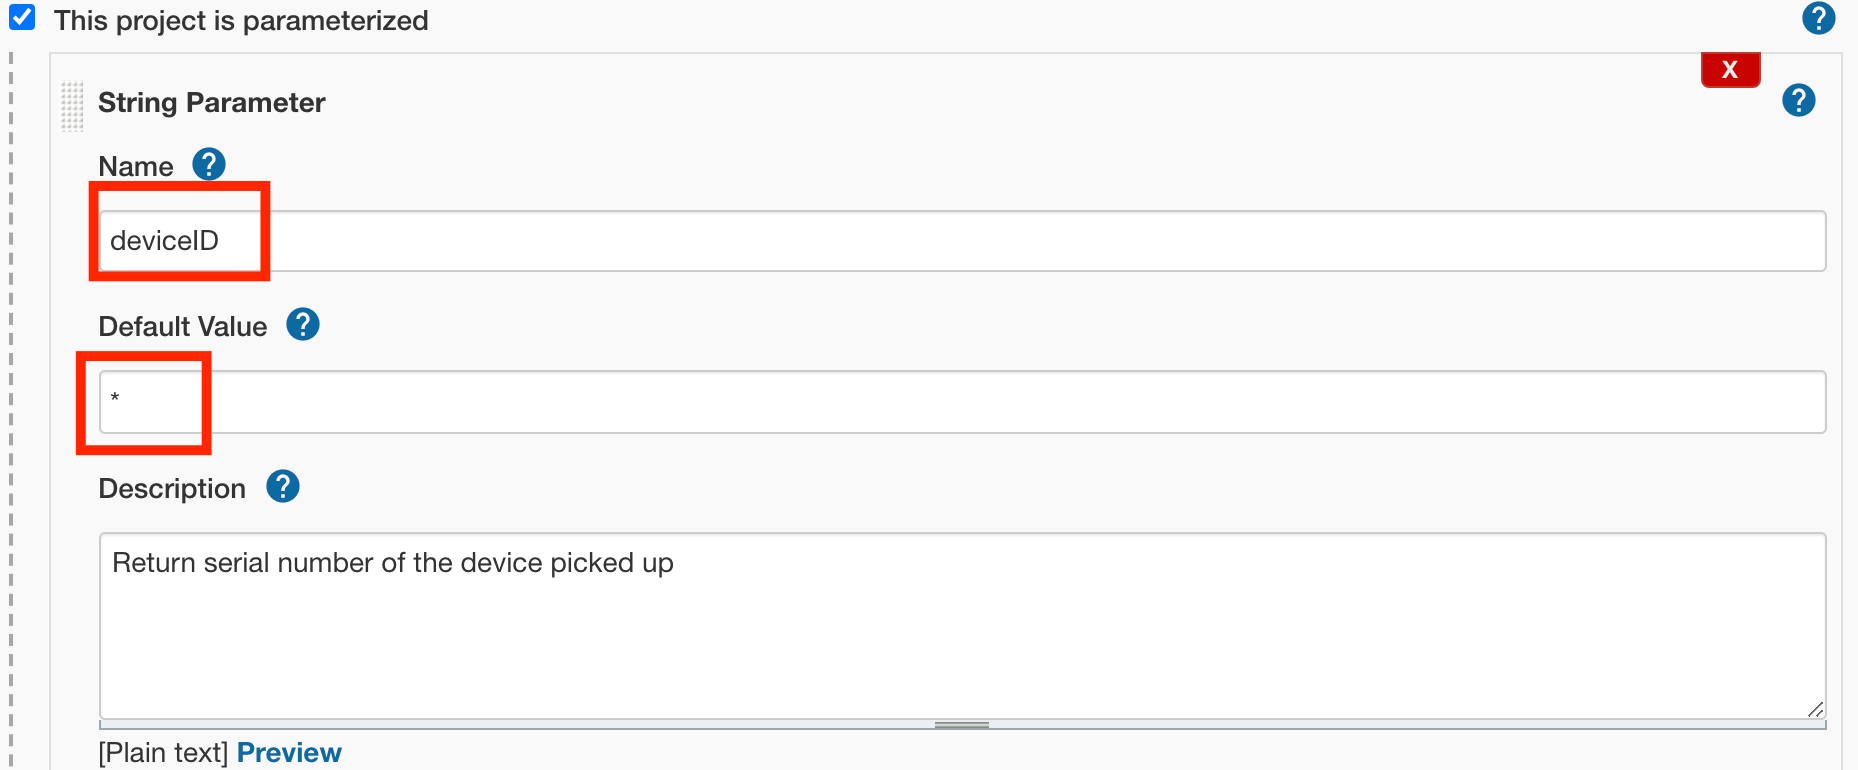 This project is parameterized
?
X
String Parameter
?
Name ?
deviceID
Default Value ?
*
Description ?
Return serial number of the device picked up
[Plain text] Preview